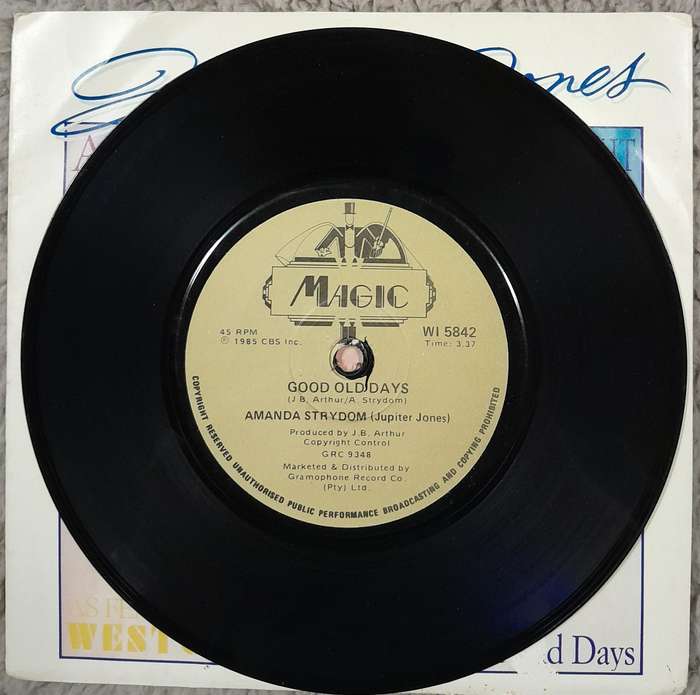 Jones
MAGIC
45 RPM
℗ 1985 CBS Inc.
WI 5842
Time: 3.37
GOOD OLD DAYS
(J.B. Arthur/A. Strydom)
AMANDA STRYDOM (Jupiter Jones)
Produced by J.B. Arthur
Copyright Control
GRC 9348
Marketed & Distributed by
Gramophone Record Co
(Pty) Ltd.
COPYRIGHT RESERVED UNAUTHORISED PUBLIC PERFORMANCE BROADCASTING AND COPYING PROHIBITED
WEST
d Days